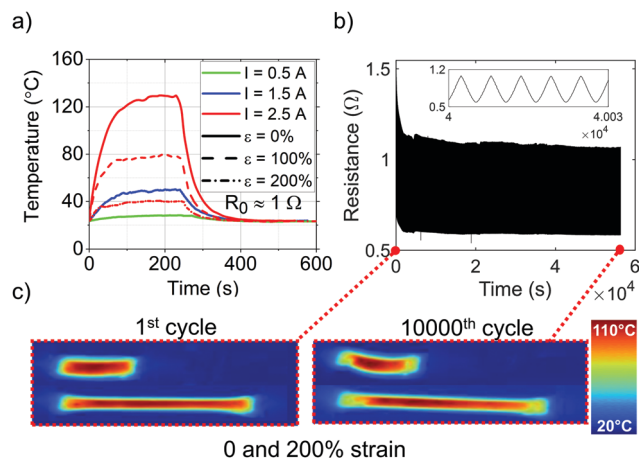 a)
Temperature (°C)
160
120
80
40
0
0 200 400 600
Time (s)
I = 0.5 A
I = 1.5 A
I = 2.5 A
ε = 0%
ε = 100%
ε = 200%
R0 ≈ 1 Ω
b)
Resistance (Ω)
1.5
1
0.5
0 2 4 6
Time (s) ×10⁴
1.2
0.5
4 4.003
×10⁴
c)
1st cycle
10000th cycle
110°C
20°C
0 and 200% strain